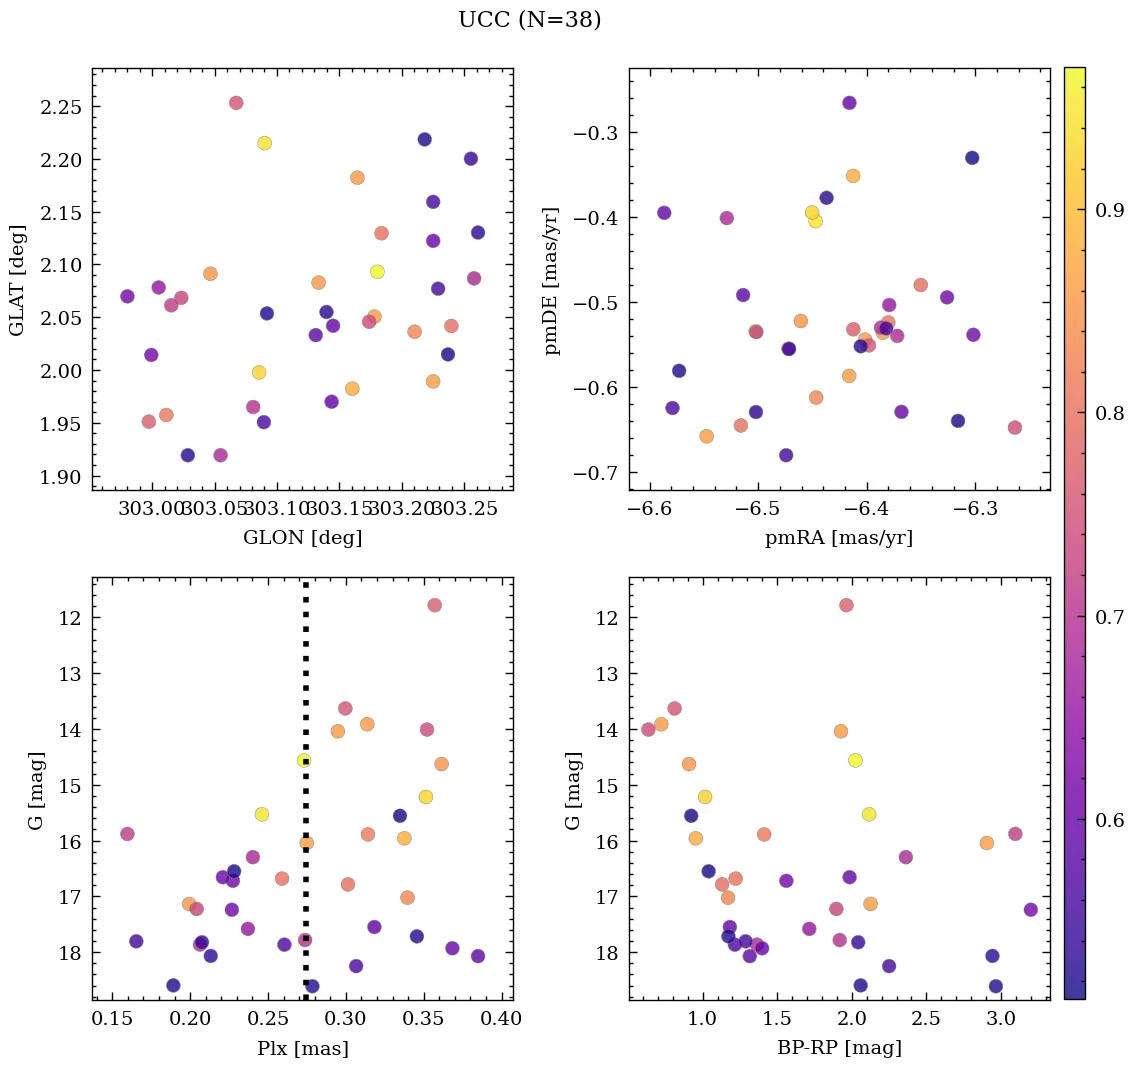 UCC (N=38)
2.25
2.20
2.15
2.10
2.05
2.00
1.95
1.90
GLAT [deg]
303.00 303.05 303.10 303.15 303.20 303.25
GLON [deg]
−0.3
−0.4
−0.5
−0.6
−0.7
pmDE [mas/yr]
−6.6 −6.5 −6.4 −6.3
pmRA [mas/yr]
12
13
14
15
16
17
18
G [mag]
0.15 0.20 0.25 0.30 0.35 0.40
Plx [mas]
12
13
14
15
16
17
18
G [mag]
1.0 1.5 2.0 2.5 3.0
BP-RP [mag]
0.9
0.8
0.7
0.6